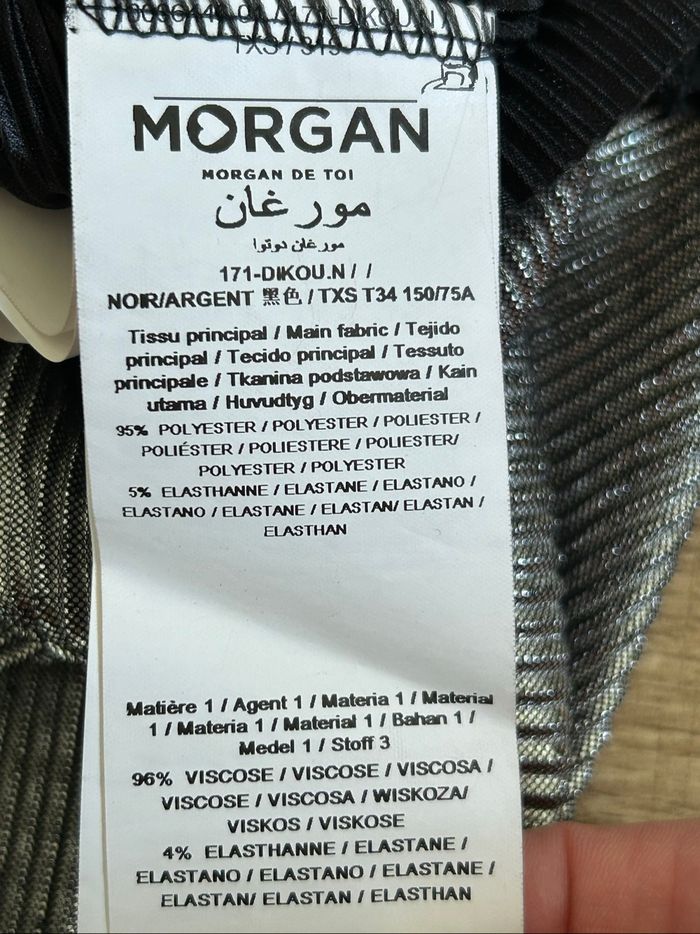 MORGAN
MORGAN DE TOI
مورغان
مورغان دوتوا
171-DIKOU.N / /
NOIR/ARGENT 黑色 / TXS T34 150/75A
Tissu principal / Main fabric / Tejido
principal / Tecido principal / Tessuto
principale / Tkanina podstawowa / Kain
utama / Huvudtyg / Obermaterial
95% POLYESTER / POLYESTER / POLIESTER /
POLIÉSTER / POLIESTERE / POLIESTER/
POLYESTER / POLYESTER
5% ELASTHANNE / ELASTANE / ELASTANO /
ELASTANO / ELASTANE / ELASTAN/ ELASTAN /
ELASTHAN
Matière 1 / Agent 1 / Materia 1 / Material
1 / Materia 1 / Material 1 / Bahan 1 /
Medel 1 / Stoff 3
96% VISCOSE / VISCOSE / VISCOSA /
VISCOSE / VISCOSA / WISKOZA/
VISKOS / VISKOSE
4% ELASTHANNE / ELASTANE /
ELASTANO / ELASTANO / ELASTANE /
ELASTAN/ ELASTAN / ELASTHAN